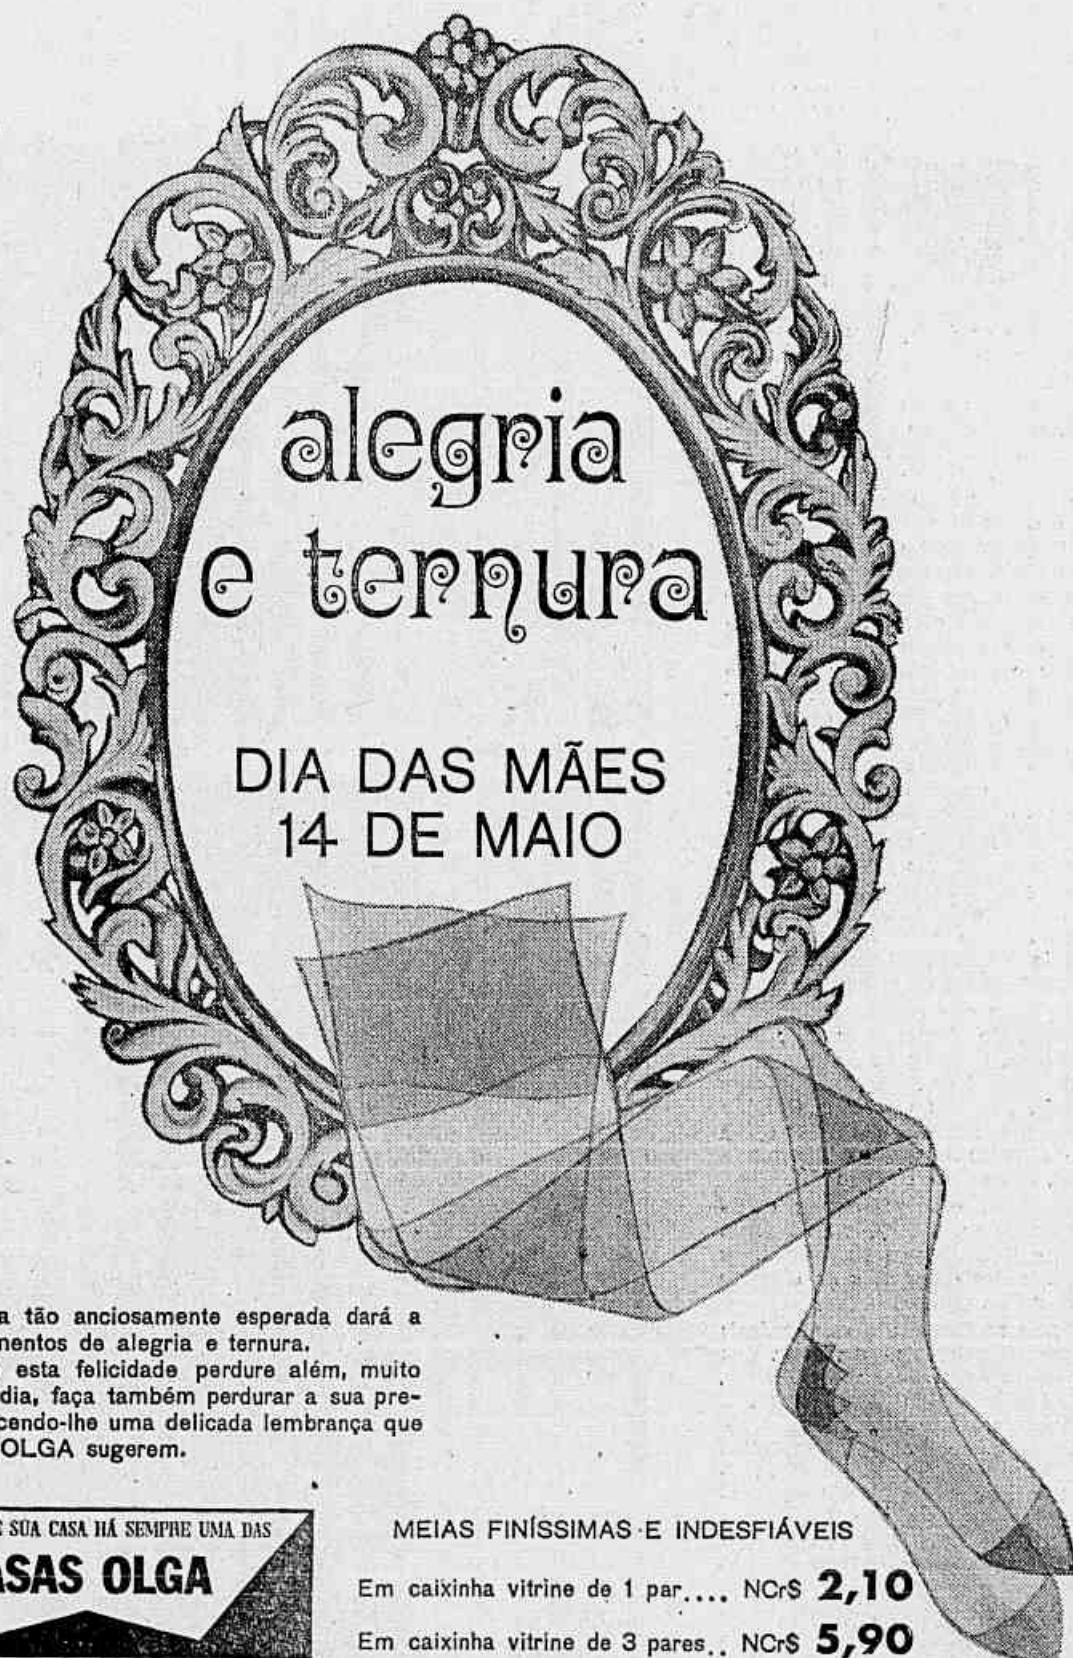 alegria
e ternura
DIA DAS MÃES
14 DE MAIO
a tão anciosamente esperada dará a
mentos de alegria e ternura.
esta felicidade perdure além, muito
dia, faça também perdurar a sua pre-
cendo-lhe uma delicada lembrança que
OLGA sugerem.
E SUA CASA HÁ SEMPRE UMA DAS
ASAS OLGA
MEIAS FINÍSSIMAS E INDESFIÁVEIS
Em caixinha vitrine de 1 par.... NCr$ 2,10
Em caixinha vitrine de 3 pares.. NCr$ 5,90